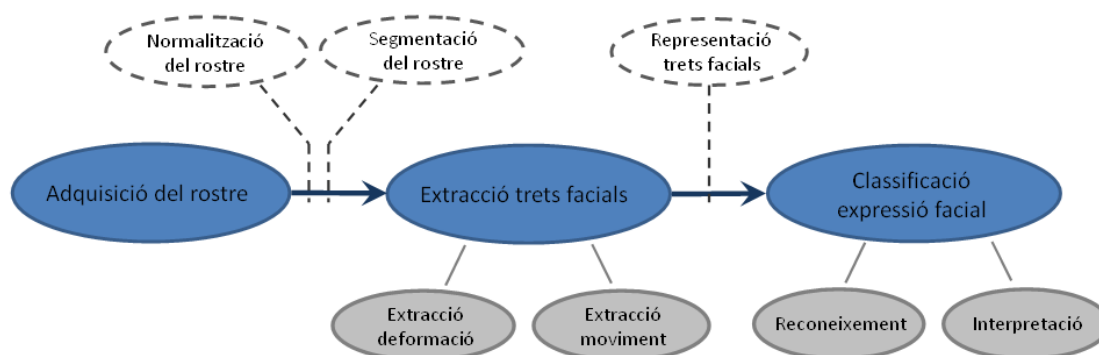 Normalització
del rostre
Segmentació
del rostre
Representació
trets facials
Adquisició del rostre
Extracció trets facials
Classificació
expressió facial
Extracció
deformació
Extracció
moviment
Reconeixement
Interpretació